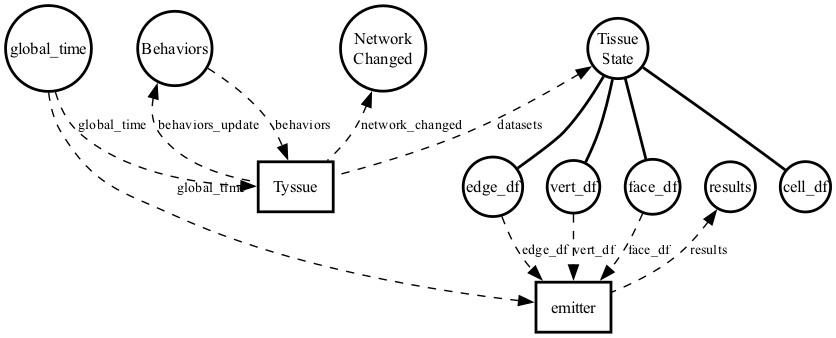 global_time
Behaviors
Network
Changed
Tissue
State
global_time
behaviors_update
behaviors
network_changed
datasets
global_time
Tyssue
edge_df
vert_df
face_df
results
cell_df
edge_df
vert_df
face_df
results
emitter